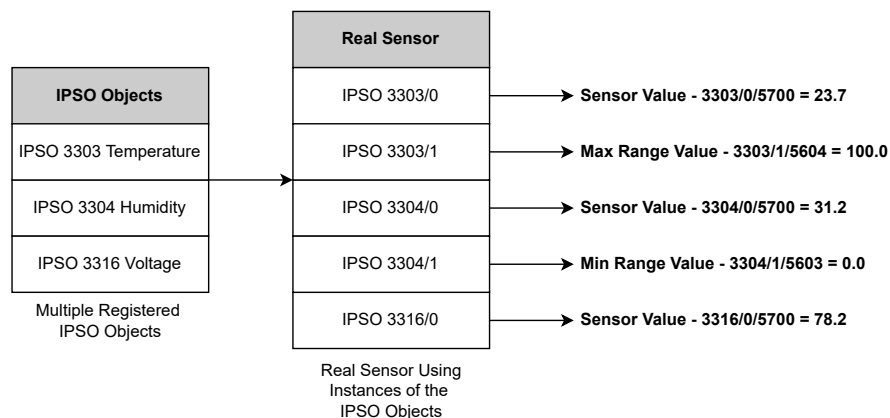 IPSO Objects
IPSO 3303 Temperature
IPSO 3304 Humidity
IPSO 3316 Voltage
Multiple Registered
IPSO Objects
Real Sensor
IPSO 3303/0
IPSO 3303/1
IPSO 3304/0
IPSO 3304/1
IPSO 3316/0
Real Sensor Using
Instances of the
IPSO Objects
Sensor Value - 3303/0/5700 = 23.7
Max Range Value - 3303/1/5604 = 100.0
Sensor Value - 3304/0/5700 = 31.2
Min Range Value - 3304/1/5603 = 0.0
Sensor Value - 3316/0/5700 = 78.2